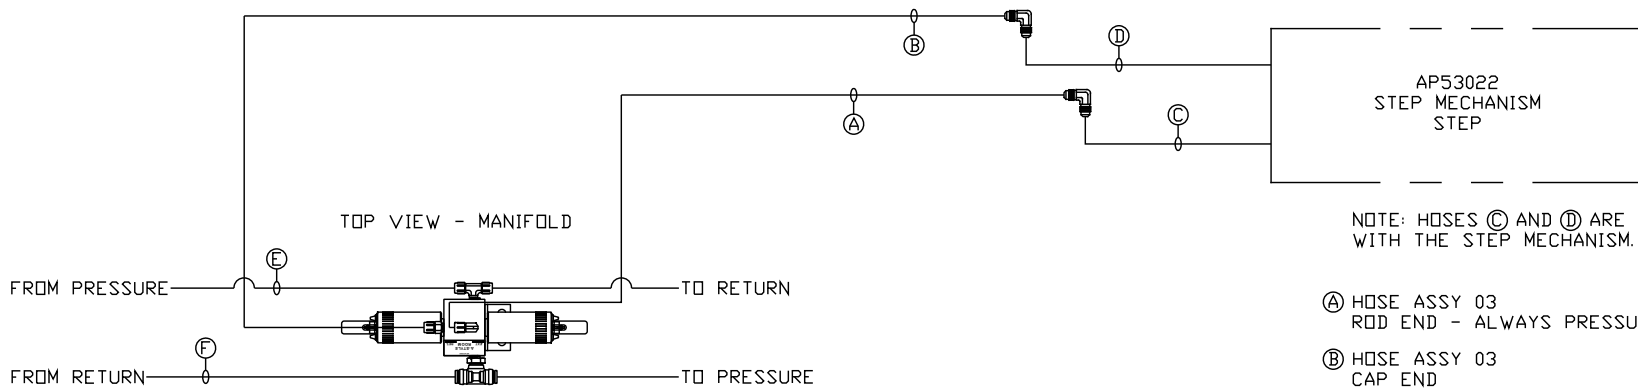 B
D
A
C
AP53022
STEP MECHANISM
STEP
TOP VIEW - MANIFOLD
NOTE: HOSES C AND D ARE
WITH THE STEP MECHANISM.
E
FROM PRESSURE
TO RETURN
A HOSE ASSY 03
ROD END - ALWAYS PRESSU
F
FROM RETURN
TO PRESSURE
B HOSE ASSY 03
CAP END